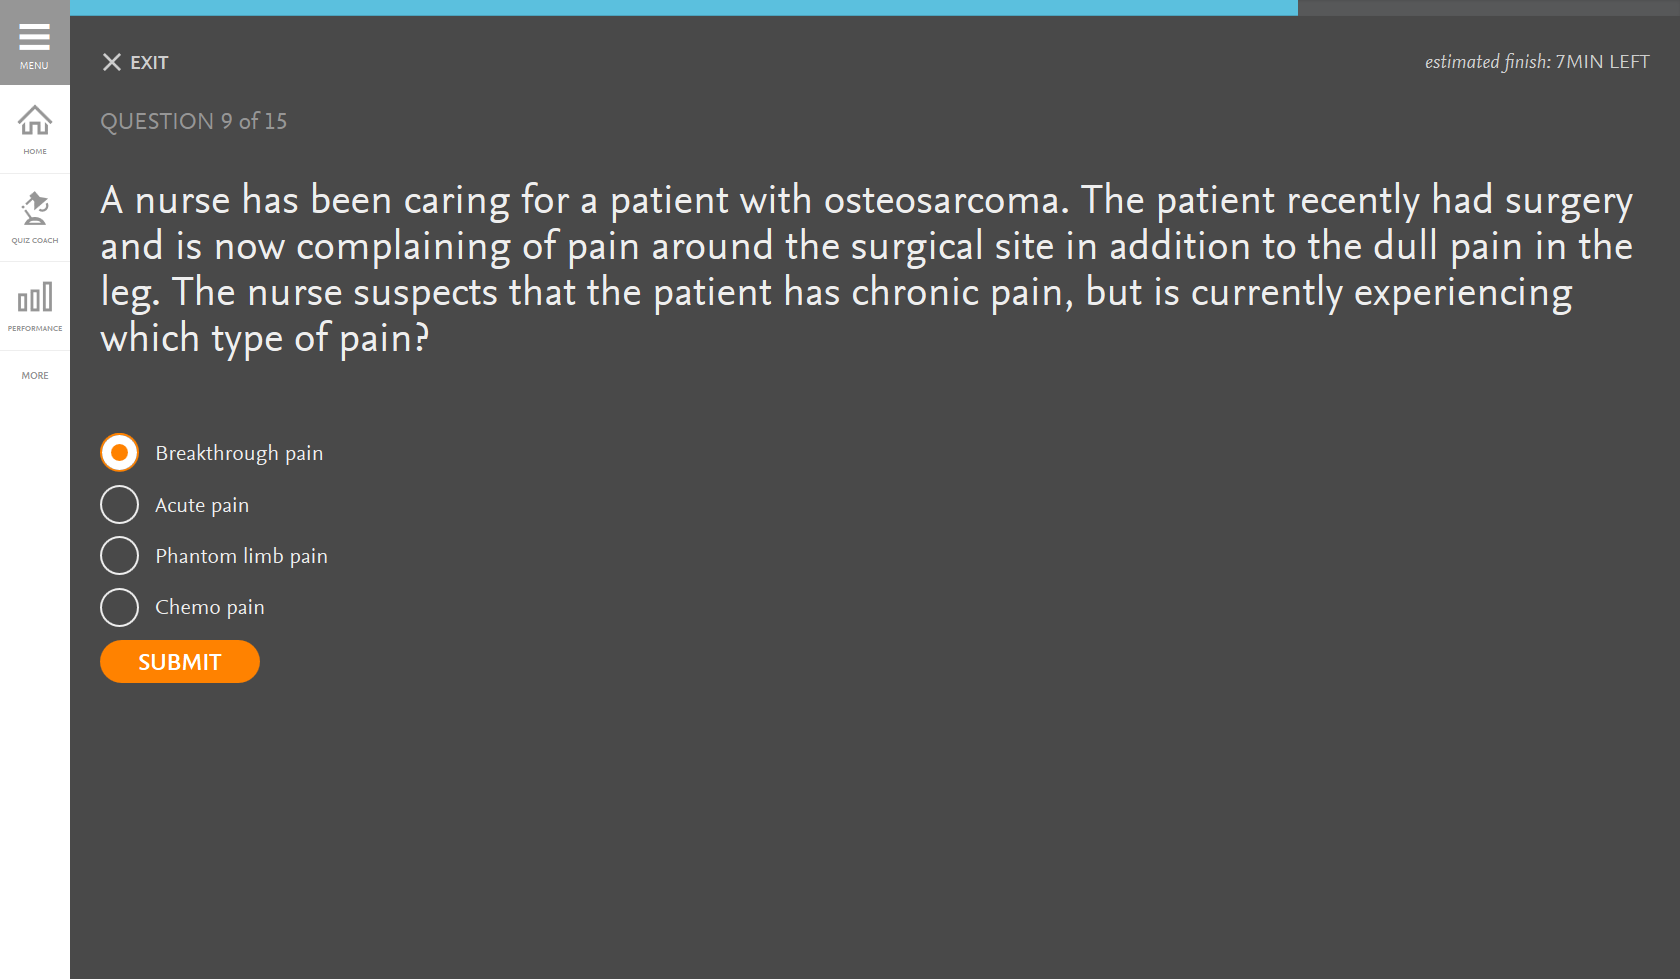 MENU
HOME
QUIZ COACH
PERFORMANCE
MORE
EXIT
estimated finish: 7MIN LEFT
QUESTION 9 of 15
A nurse has been caring for a patient with osteosarcoma. The patient recently had surgery
and is now complaining of pain around the surgical site in addition to the dull pain in the
leg. The nurse suspects that the patient has chronic pain, but is currently experiencing
which type of pain?
Breakthrough pain
Acute pain
Phantom limb pain
Chemo pain
SUBMIT